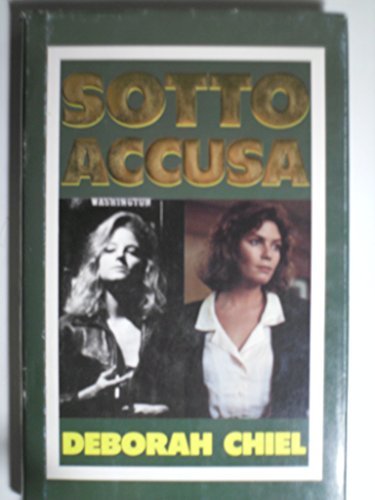 SOTTO
ACCUSA
WASHINGTON
DEBORAH CHIEL